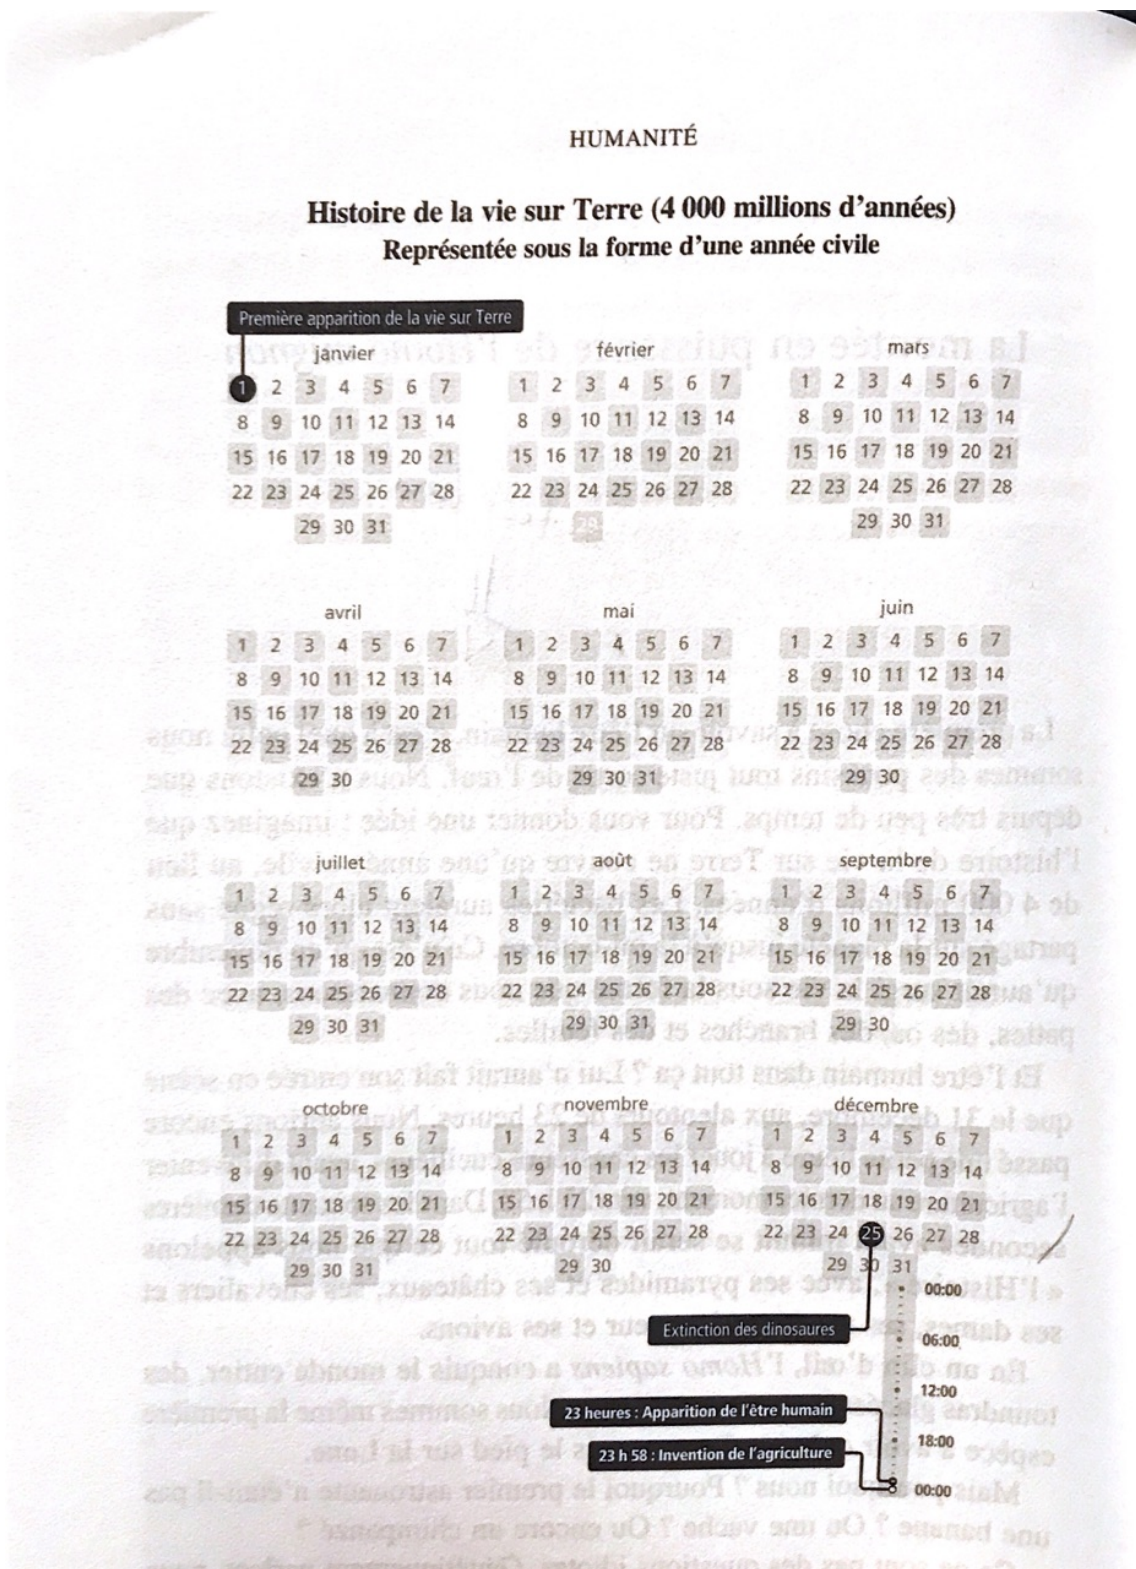 HUMANITÉ
Histoire de la vie sur Terre (4 000 millions d'années)
Représentée sous la forme d'une année civile
Première apparition de la vie sur Terre
janvier
1 2 3 4 5 6 7
8 9 10 11 12 13 14
15 16 17 18 19 20 21
22 23 24 25 26 27 28
29 30 31
février
1 2 3 4 5 6 7
8 9 10 11 12 13 14
15 16 17 18 19 20 21
22 23 24 25 26 27 28
29
mars
1 2 3 4 5 6 7
8 9 10 11 12 13 14
15 16 17 18 19 20 21
22 23 24 25 26 27 28
29 30 31
avril
1 2 3 4 5 6 7
8 9 10 11 12 13 14
15 16 17 18 19 20 21
22 23 24 25 26 27 28
29 30
mai
1 2 3 4 5 6 7
8 9 10 11 12 13 14
15 16 17 18 19 20 21
22 23 24 25 26 27 28
29 30 31
juin
1 2 3 4 5 6 7
8 9 10 11 12 13 14
15 16 17 18 19 20 21
22 23 24 25 26 27 28
29 30
juillet
1 2 3 4 5 6 7
8 9 10 11 12 13 14
15 16 17 18 19 20 21
22 23 24 25 26 27 28
29 30 31
août
1 2 3 4 5 6 7
8 9 10 11 12 13 14
15 16 17 18 19 20 21
22 23 24 25 26 27 28
29 30 31
septembre
1 2 3 4 5 6 7
8 9 10 11 12 13 14
15 16 17 18 19 20 21
22 23 24 25 26 27 28
29 30
octobre
1 2 3 4 5 6 7
8 9 10 11 12 13 14
15 16 17 18 19 20 21
22 23 24 25 26 27 28
29 30 31
novembre
1 2 3 4 5 6 7
8 9 10 11 12 13 14
15 16 17 18 19 20 21
22 23 24 25 26 27 28
29 30
décembre
1 2 3 4 5 6 7
8 9 10 11 12 13 14
15 16 17 18 19 20 21
22 23 24 25 26 27 28
29 30 31
00:00
Extinction des dinosaures
06:00
12:00
23 heures : Apparition de l'être humain
18:00
23 h 58 : Invention de l'agriculture
00:00